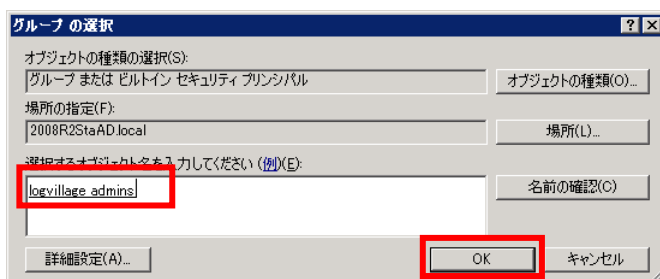 グループ の選択
オブジェクトの種類の選択(S):
グループ または ビルトイン セキュリティ プリンシパル
オブジェクトの種類(O)...
場所の指定(F):
2008R2StaAD.local
場所(L)...
選択するオブジェクト名を入力してください (例)(E):
logvillage admins
名前の確認(C)
詳細設定(A)...
OK
キャンセル